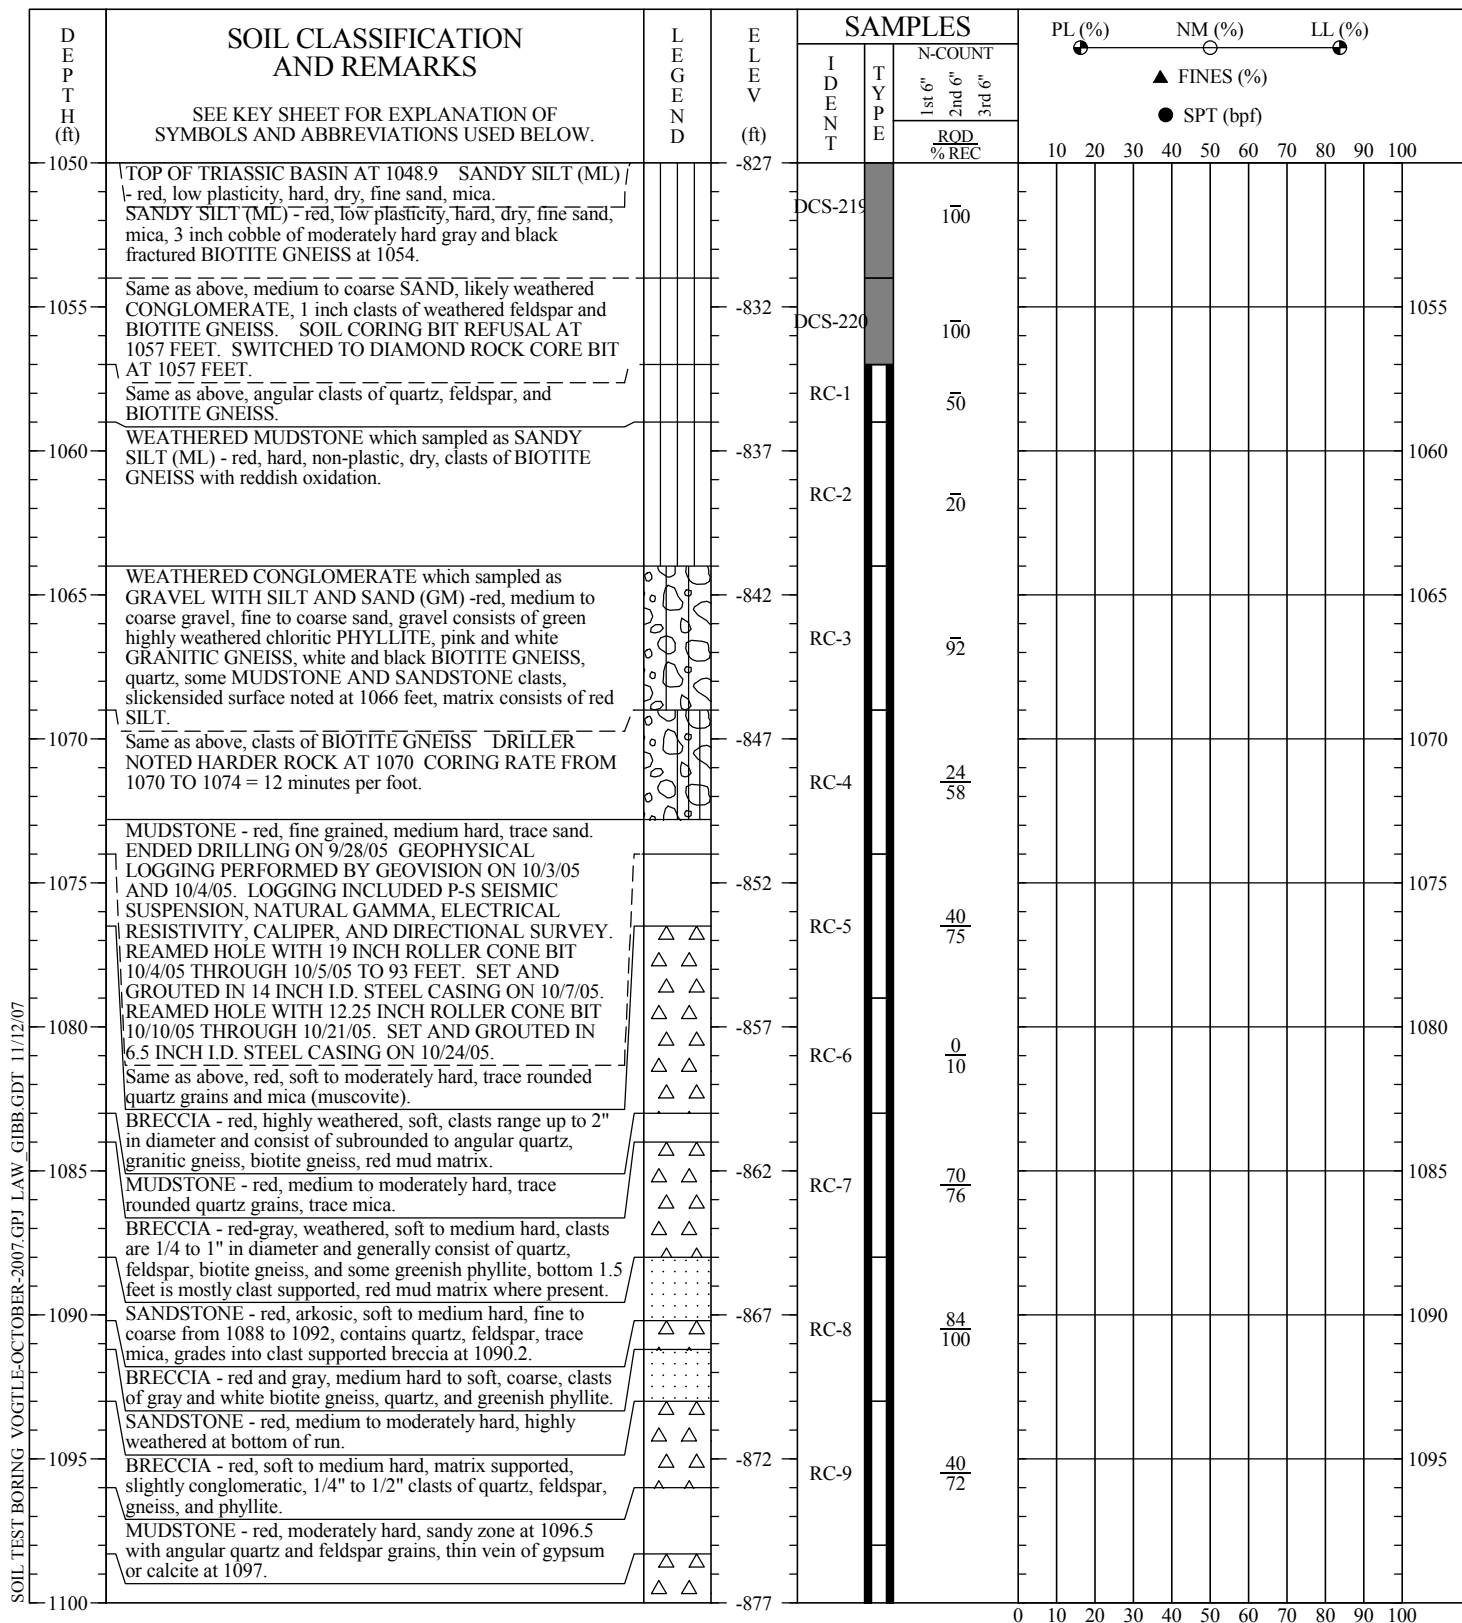 DEPTH
(ft)
SOIL CLASSIFICATION
AND REMARKS
SEE KEY SHEET FOR EXPLANATION OF
SYMBOLS AND ABBREVIATIONS USED BELOW.
LEGEND
ELEV
(ft)
SAMPLES
IDENT
TYPE
N-COUNT
1st 6"
2nd 6"
3rd 6"
RQD
% REC
PL (%) NM (%) LL (%)
▲ FINES (%)
● SPT (bpf)
10 20 30 40 50 60 70 80 90 100
1050
-827
TOP OF TRIASSIC BASIN AT 1048.9 SANDY SILT (ML)
- red, low plasticity, hard, dry, fine sand, mica.
SANDY SILT (ML) - red, low plasticity, hard, dry, fine sand,
mica, 3 inch cobble of moderately hard gray and black
fractured BIOTITE GNEISS at 1054.
DCS-219
100
Same as above, medium to coarse SAND, likely weathered
CONGLOMERATE, 1 inch clasts of weathered feldspar and
BIOTITE GNEISS. SOIL CORING BIT REFUSAL AT
1057 FEET. SWITCHED TO DIAMOND ROCK CORE BIT
AT 1057 FEET.
1055
-832
1055
DCS-220
100
Same as above, angular clasts of quartz, feldspar, and
BIOTITE GNEISS.
RC-1
50
WEATHERED MUDSTONE which sampled as SANDY
SILT (ML) - red, hard, non-plastic, dry, clasts of BIOTITE
GNEISS with reddish oxidation.
1060
-837
1060
RC-2
20
WEATHERED CONGLOMERATE which sampled as
GRAVEL WITH SILT AND SAND (GM) -red, medium to
coarse gravel, fine to coarse sand, gravel consists of green
highly weathered chloritic PHYLLITE, pink and white
GRANITIC GNEISS, white and black BIOTITE GNEISS,
quartz, some MUDSTONE AND SANDSTONE clasts,
slickensided surface noted at 1066 feet, matrix consists of red
SILT.
1065
-842
1065
RC-3
92
Same as above, clasts of BIOTITE GNEISS DRILLER
NOTED HARDER ROCK AT 1070 CORING RATE FROM
1070 TO 1074 = 12 minutes per foot.
1070
-847
1070
RC-4
24
58
MUDSTONE - red, fine grained, medium hard, trace sand.
ENDED DRILLING ON 9/28/05 GEOPHYSICAL
LOGGING PERFORMED BY GEOVISION ON 10/3/05
AND 10/4/05. LOGGING INCLUDED P-S SEISMIC
SUSPENSION, NATURAL GAMMA, ELECTRICAL
RESISTIVITY, CALIPER, AND DIRECTIONAL SURVEY.
REAMED HOLE WITH 19 INCH ROLLER CONE BIT
10/4/05 THROUGH 10/5/05 TO 93 FEET. SET AND
GROUTED IN 14 INCH I.D. STEEL CASING ON 10/7/05.
REAMED HOLE WITH 12.25 INCH ROLLER CONE BIT
10/10/05 THROUGH 10/21/05. SET AND GROUTED IN
6.5 INCH I.D. STEEL CASING ON 10/24/05.
1075
-852
1075
RC-5
40
75
1080
-857
1080
RC-6
0
10
Same as above, red, soft to moderately hard, trace rounded
quartz grains and mica (muscovite).
BRECCIA - red, highly weathered, soft, clasts range up to 2"
in diameter and consist of subrounded to angular quartz,
granitic gneiss, biotite gneiss, red mud matrix.
1085
-862
1085
MUDSTONE - red, medium to moderately hard, trace
rounded quartz grains, trace mica.
RC-7
70
76
BRECCIA - red-gray, weathered, soft to medium hard, clasts
are 1/4 to 1" in diameter and generally consist of quartz,
feldspar, biotite gneiss, and some greenish phyllite, bottom 1.5
feet is mostly clast supported, red mud matrix where present.
1090
-867
1090
SANDSTONE - red, arkosic, soft to medium hard, fine to
coarse from 1088 to 1092, contains quartz, feldspar, trace
mica, grades into clast supported breccia at 1090.2.
RC-8
84
100
BRECCIA - red and gray, medium hard to soft, coarse, clasts
of gray and white biotite gneiss, quartz, and greenish phyllite.
SANDSTONE - red, medium to moderately hard, highly
weathered at bottom of run.
1095
-872
1095
BRECCIA - red, soft to medium hard, matrix supported,
slightly conglomeratic, 1/4" to 1/2" clasts of quartz, feldspar,
gneiss, and phyllite.
RC-9
40
72
MUDSTONE - red, moderately hard, sandy zone at 1096.5
with angular quartz and feldspar grains, thin vein of gypsum
or calcite at 1097.
1100
-877
0 10 20 30 40 50 60 70 80 90 100
SOIL TEST BORING VOGTLE-OCTOBER-2007.GPJ LAW_GIBB.GDT 11/12/07